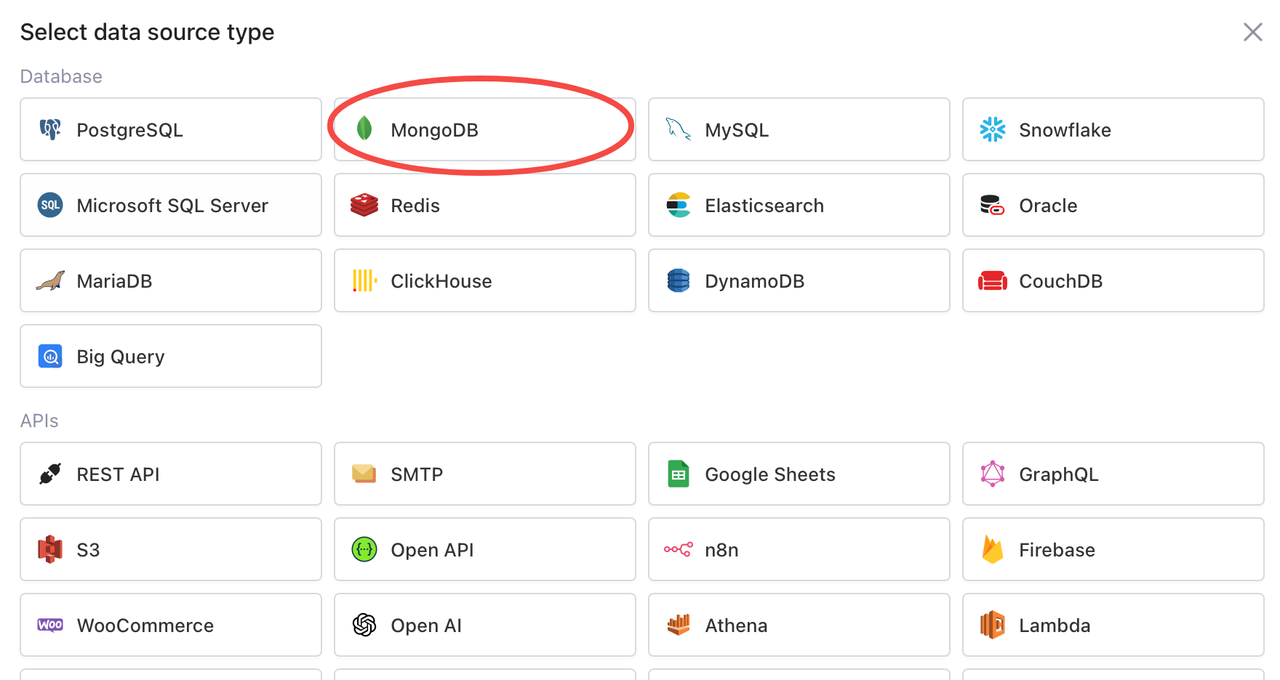 Select data source type
Database
PostgreSQL
MongoDB
MySQL
Snowflake
SQL
Microsoft SQL Server
Redis
Elasticsearch
Oracle
MariaDB
ClickHouse
DynamoDB
CouchDB
Big Query
APIs
REST API
SMTP
Google Sheets
GraphQL
S3
Open API
n8n
Firebase
WOO
WooCommerce
Open AI
Athena
Lambda